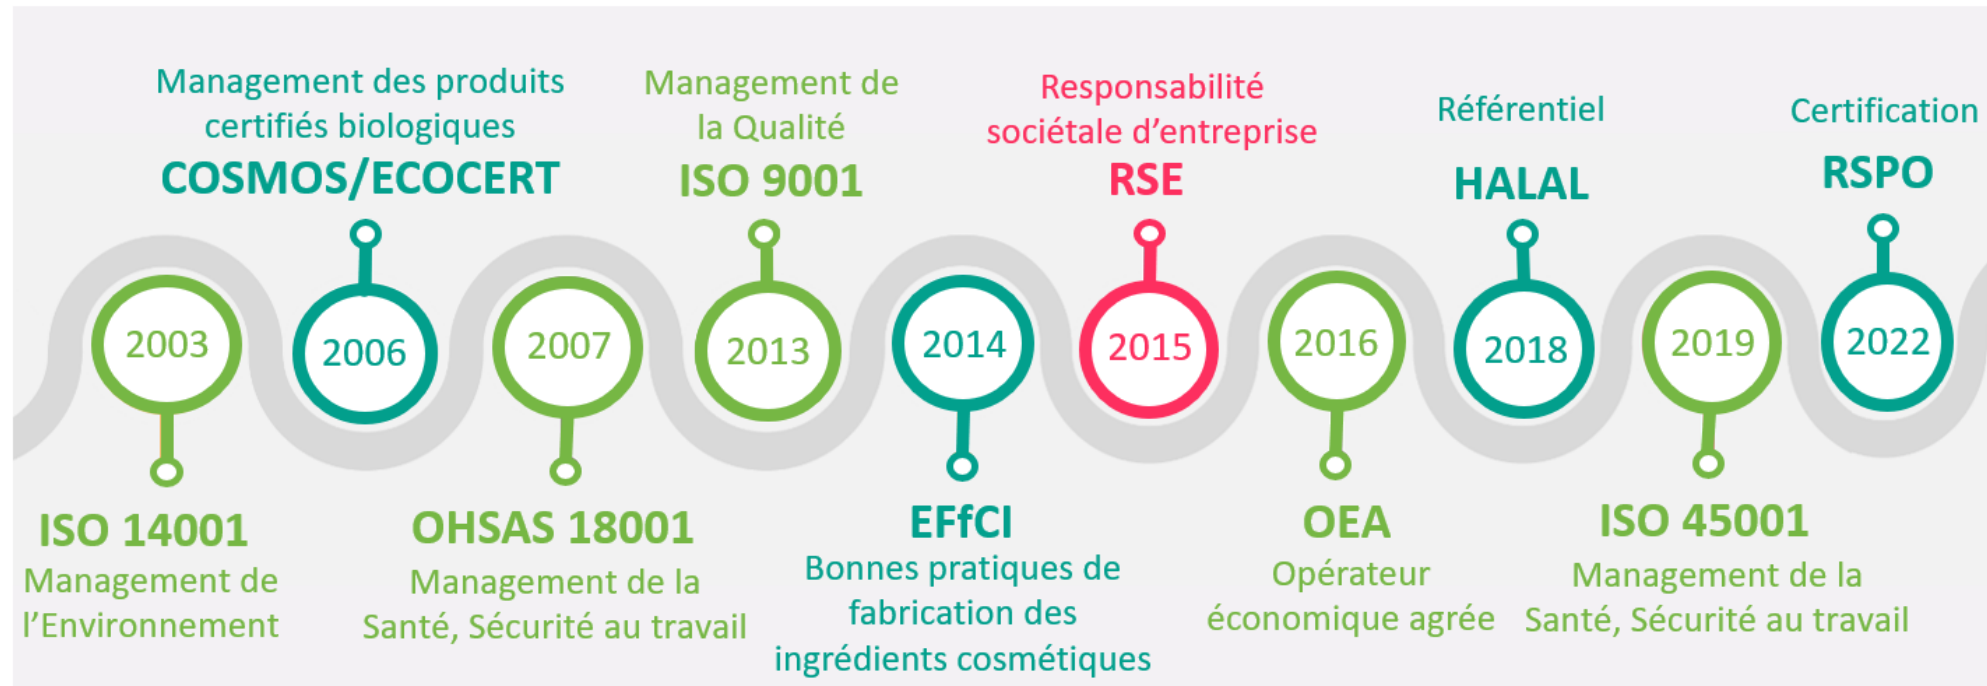 2003
ISO 14001
Management de
l’Environnement
Management des produits
certifiés biologiques
COSMOS/ECOCERT
2006
2007
OHSAS 18001
Management de la
Santé, Sécurité au travail
Management de
la Qualité
ISO 9001
2013
2014
EFfCI
Bonnes pratiques de
fabrication des
ingrédients cosmétiques
Responsabilité
sociétale d’entreprise
RSE
2015
2016
OEA
Opérateur
économique agrée
Référentiel
HALAL
2018
2019
ISO 45001
Management de la
Santé, Sécurité au travail
Certification
RSPO
2022